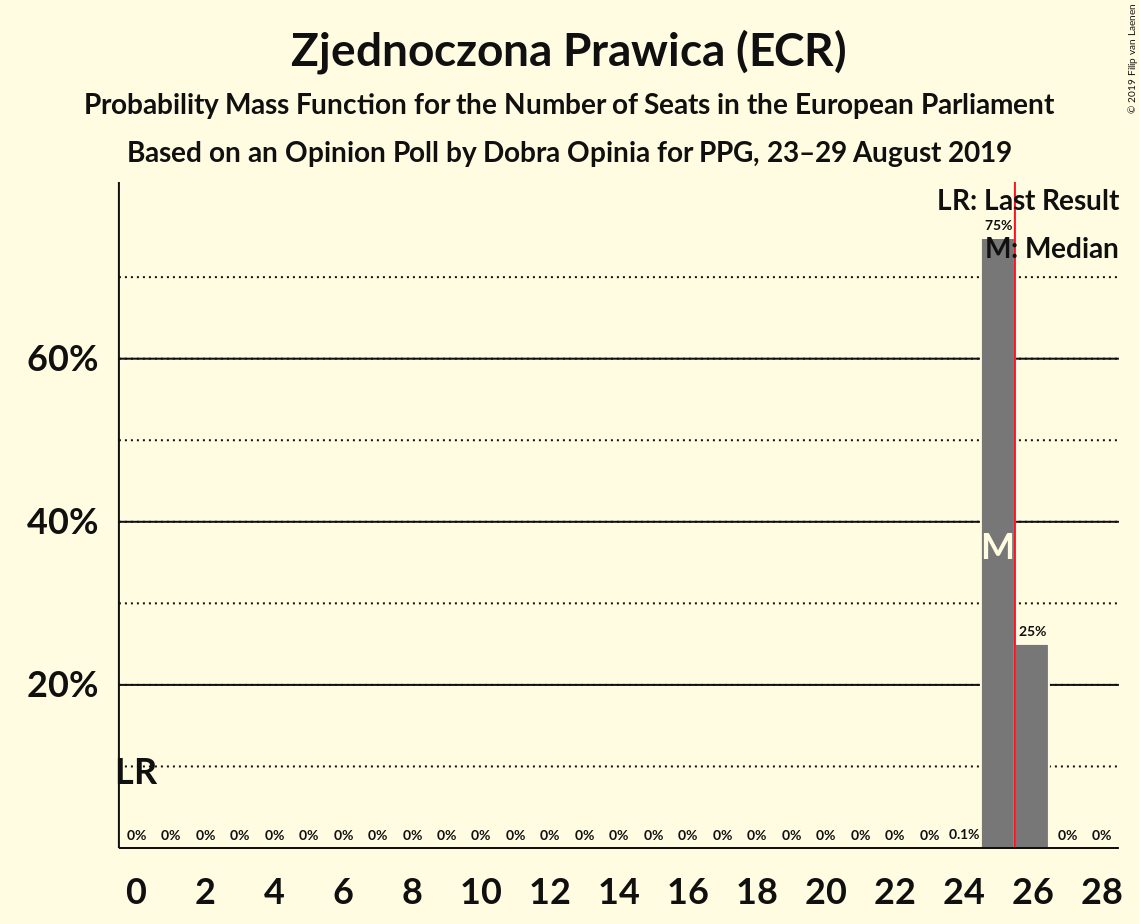 Zjednoczona Prawica (ECR)
Probability Mass Function for the Number of Seats in the European Parliament
Based on an Opinion Poll by Dobra Opinia for PPG, 23–29 August 2019
© 2019 Filip van Laenen
LR: Last Result
75%
M: Median
60%
40%
M
25%
20%
LR
0% 0% 0% 0% 0% 0% 0% 0% 0% 0% 0% 0% 0% 0% 0% 0% 0% 0% 0% 0% 0% 0% 0% 0% 0.1% 0% 0%
0 2 4 6 8 10 12 14 16 18 20 22 24 26 28